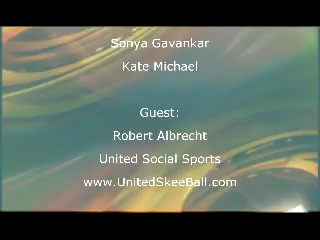 Sonya Gavankar
Kate Michael
Guest:
Robert Albrecht
United Social Sports
www.UnitedSkeeBall.com